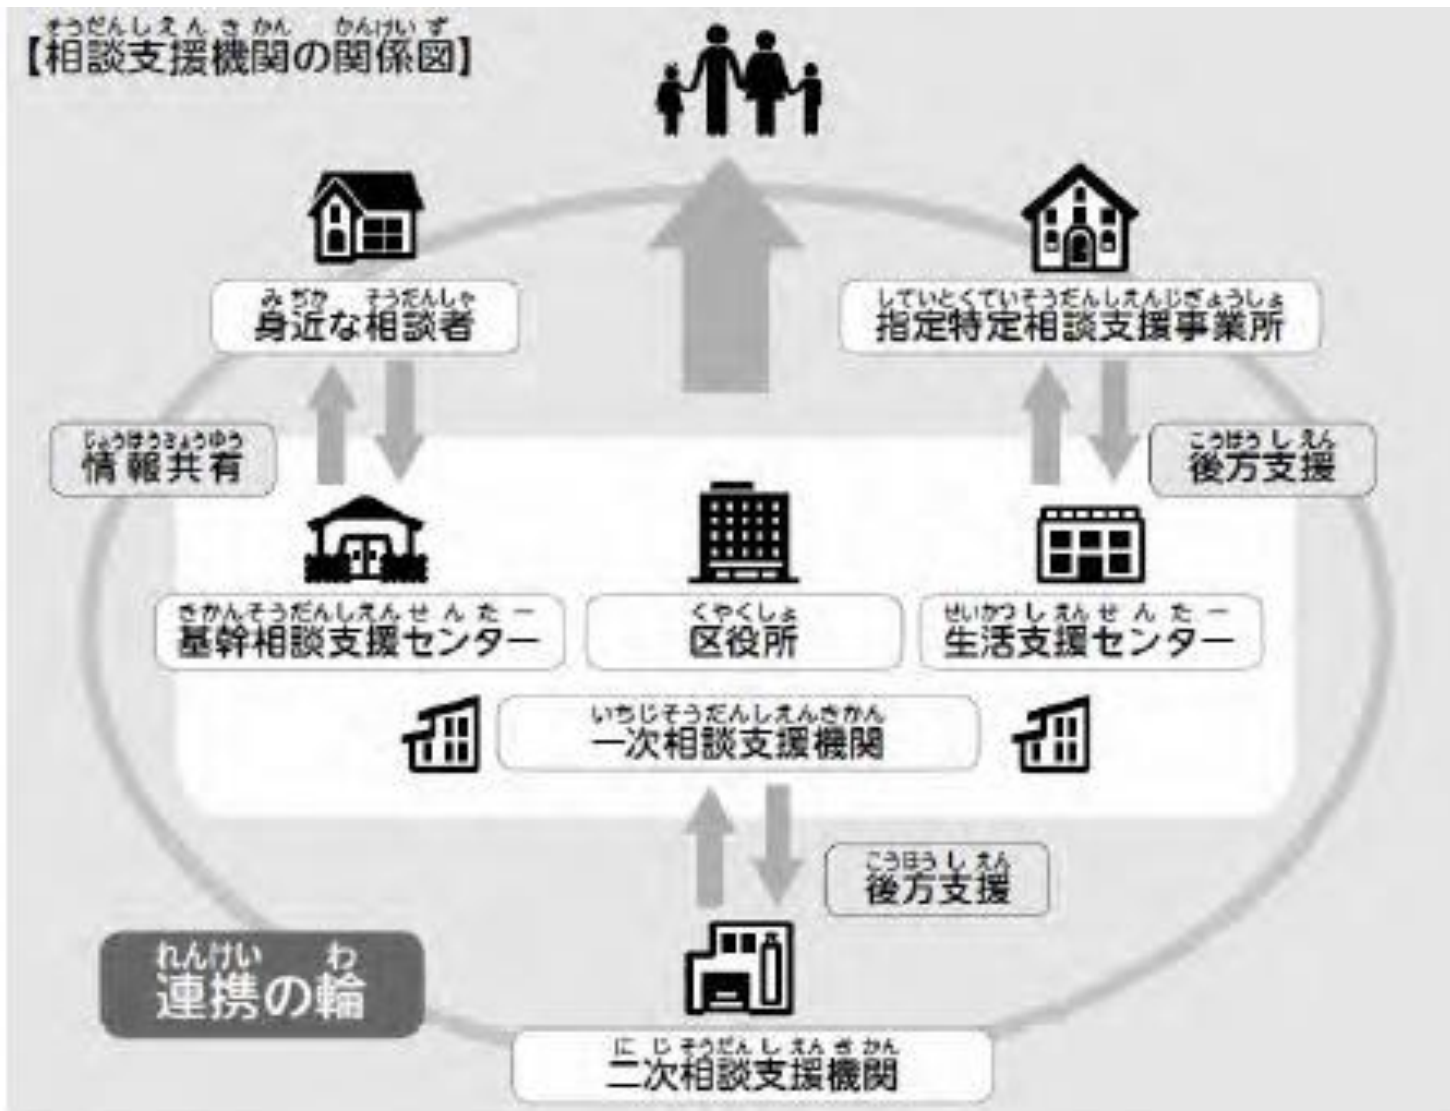 そうだんしえんきかん かんけいず
【相談支援機関の関係図】
みぢか そうだんしゃ
身近な相談者
していとくていそうだんしえんじぎょうしょ
指定特定相談支援事業所
じょうほうきょうゆう
情報共有
こうほうしえん
後方支援
きかんそうだんしえんせんたー
基幹相談支援センター
くやくしょ
区役所
せいかつしえんせんたー
生活支援センター
いちじそうだんしえんきかん
一次相談支援機関
こうほうしえん
後方支援
れんけい わ
連携の輪
にじそうだんしえんきかん
二次相談支援機関